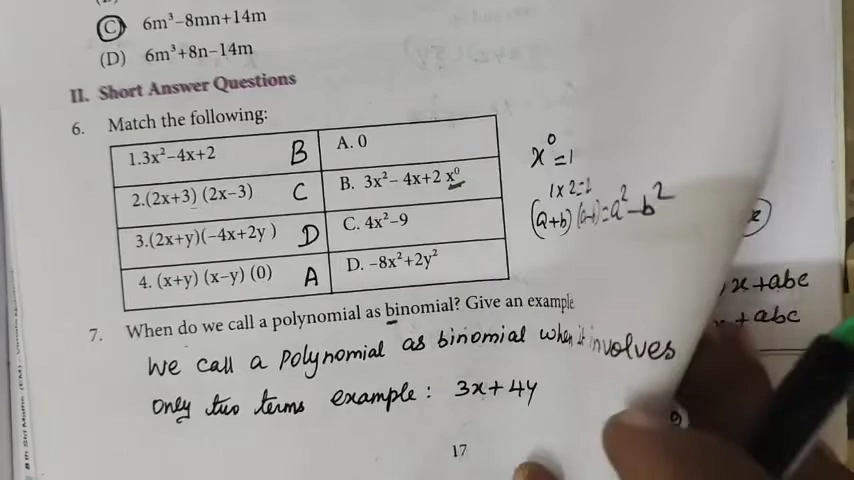 (C) 6m³-8mn+14m
(D) 6m³+8n-14m
II. Short Answer Questions
6. Match the following:
1.3x²-4x+2 B A. 0
2.(2x+3) (2x-3) C B. 3x²- 4x+2 x⁰
3.(2x+y)(-4x+2y ) D C. 4x²-9
4. (x+y) (x-y) (0) A D. -8x²+2y²
x⁰=1
(a+b) (a-b)=a²-b²
7. When do we call a polynomial as binomial? Give an example
We call a polynomial as binomial when it involves
only two terms example: 3x+4y
x+abc
x+abc
17